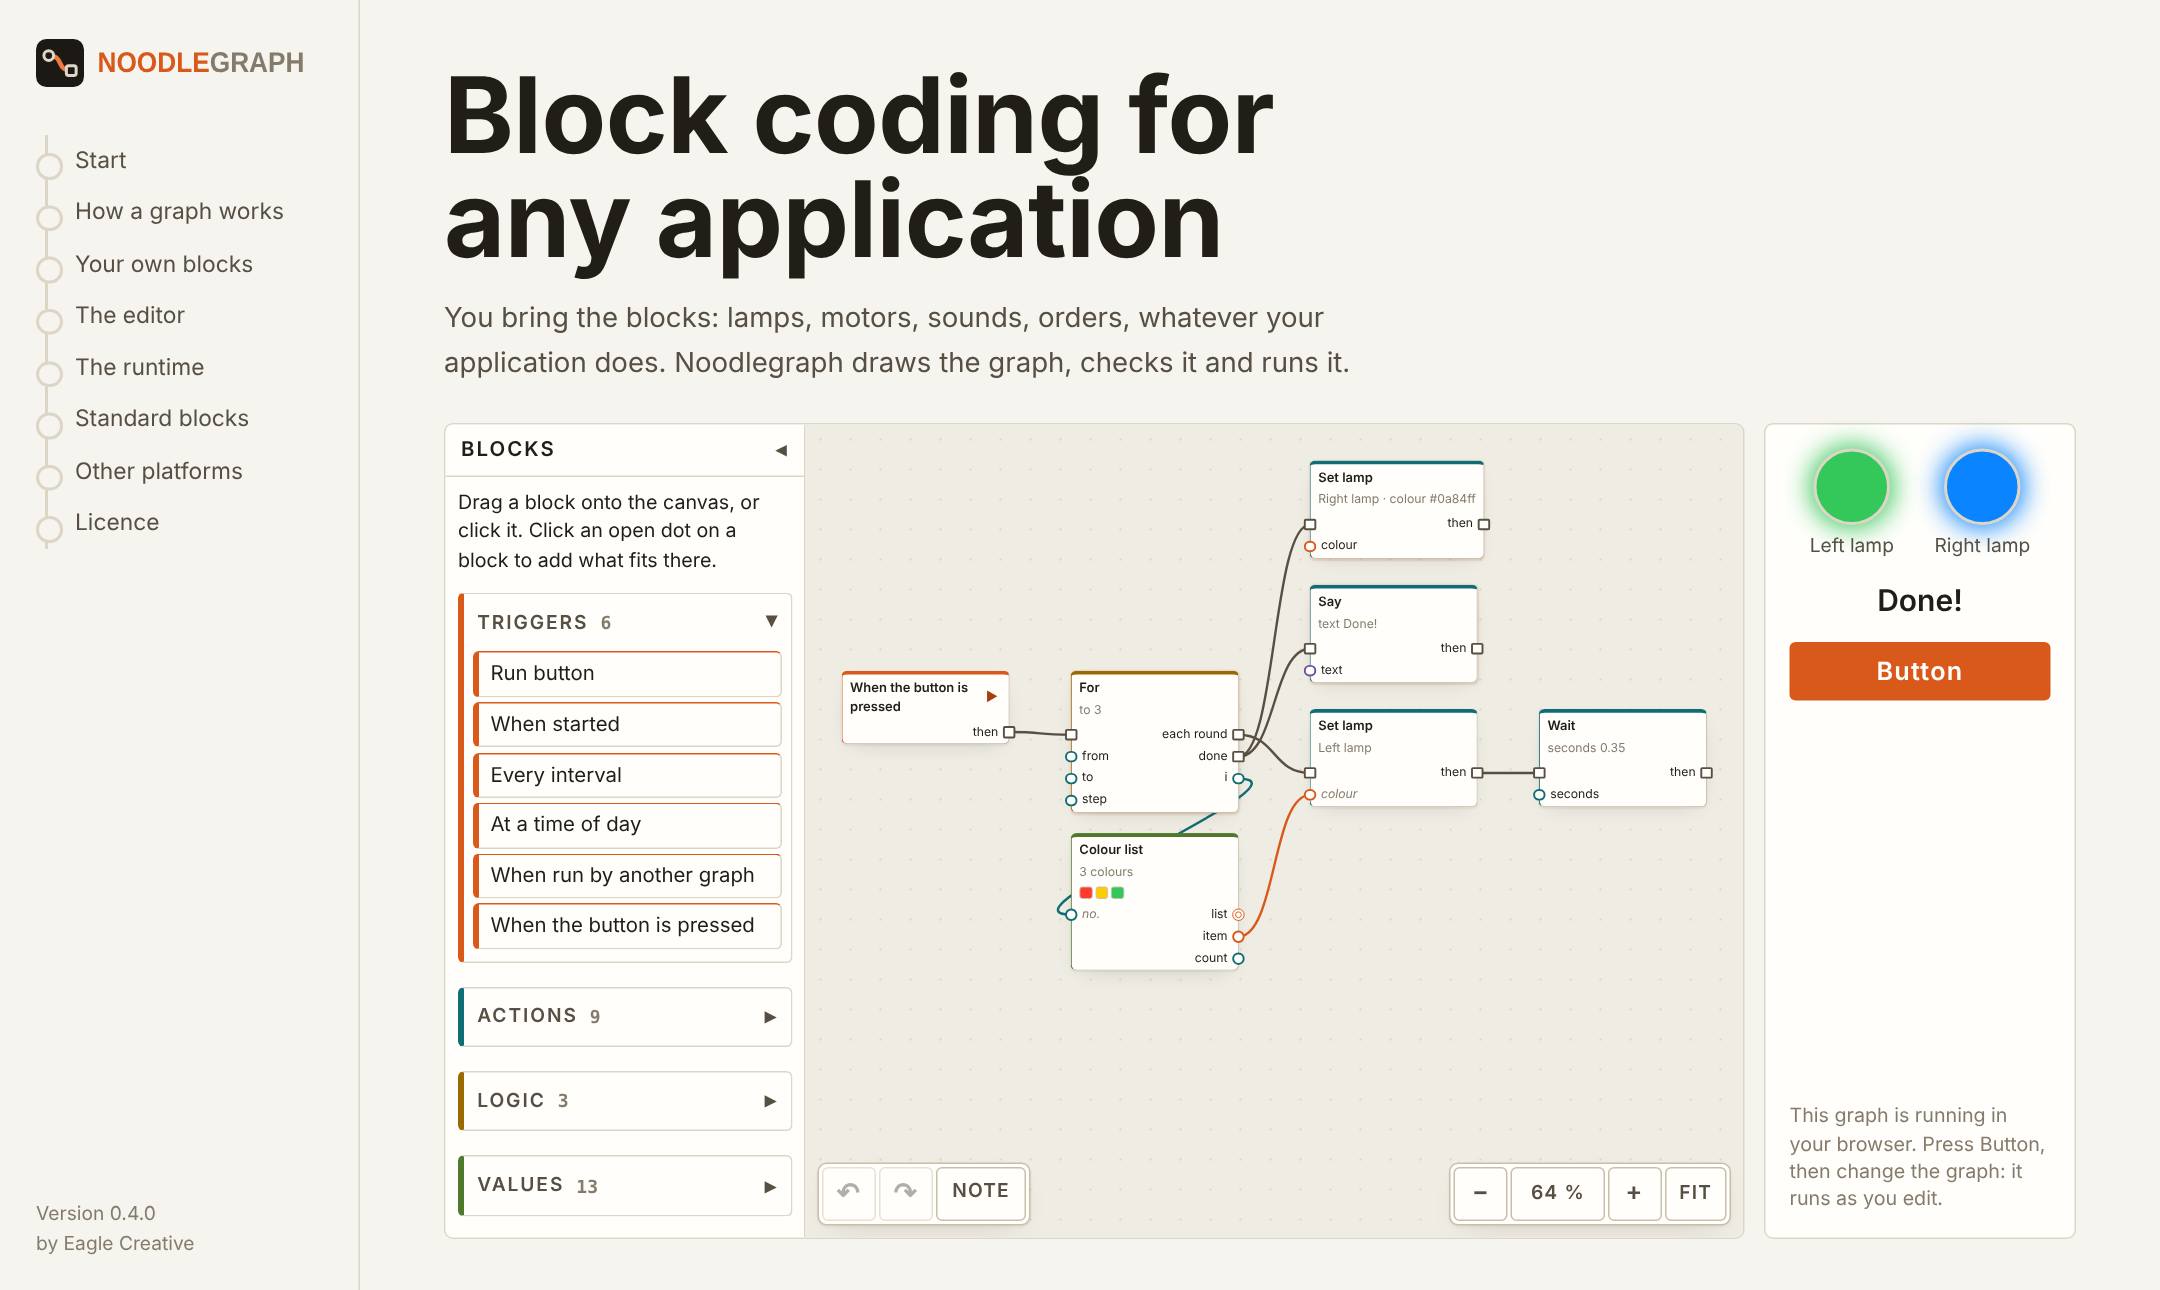 NOODLEGRAPH
Start
How a graph works
Your own blocks
The editor
The runtime
Standard blocks
Other platforms
Licence
Version 0.4.0
by Eagle Creative
Block coding for
any application
You bring the blocks: lamps, motors, sounds, orders, whatever your
application does. Noodlegraph draws the graph, checks it and runs it.
BLOCKS
Drag a block onto the canvas, or
click it. Click an open dot on a
block to add what fits there.
TRIGGERS 6
Run button
When started
Every interval
At a time of day
When run by another graph
When the button is pressed
ACTIONS 9
LOGIC 3
VALUES 13
When the button is
pressed
then
For
to 3
each round
from
done
to
i
step
Colour list
3 colours
no.
list
item
count
Set lamp
Right lamp · colour #0a84ff
then
colour
Say
text Done!
then
text
Set lamp
Left lamp
then
colour
Wait
seconds 0.35
then
seconds
NOTE
− 64 % + FIT
Left lamp
Right lamp
Done!
Button
This graph is running in
your browser. Press Button,
then change the graph: it
runs as you edit.